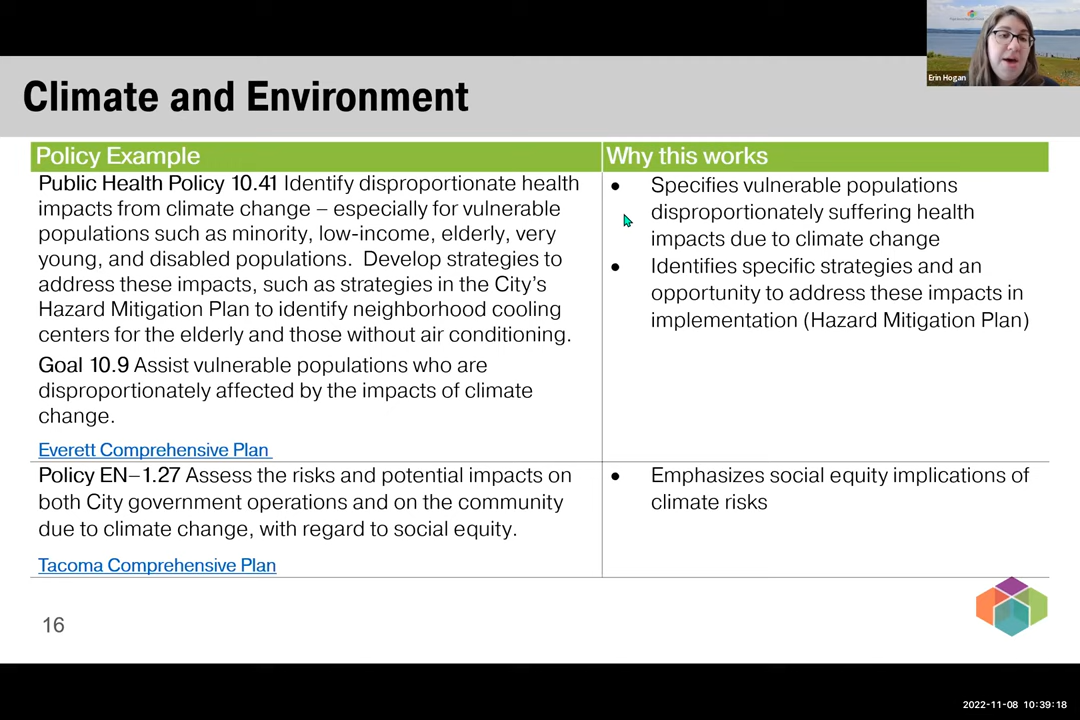 Erin Hogan
Climate and Environment
Policy Example
Why this works
Public Health Policy 10.41 Identify disproportionate health
impacts from climate change – especially for vulnerable
populations such as minority, low-income, elderly, very
young, and disabled populations.  Develop strategies to
address these impacts, such as strategies in the City’s
Hazard Mitigation Plan to identify neighborhood cooling
centers for the elderly and those without air conditioning.
Goal 10.9 Assist vulnerable populations who are
disproportionately affected by the impacts of climate
change.
Everett Comprehensive Plan
● Specifies vulnerable populations
disproportionately suffering health
impacts due to climate change
● Identifies specific strategies and an
opportunity to address these impacts in
implementation (Hazard Mitigation Plan)
Policy EN–1.27 Assess the risks and potential impacts on
both City government operations and on the community
due to climate change, with regard to social equity.
Tacoma Comprehensive Plan
● Emphasizes social equity implications of
climate risks
16
2022-11-08 10:39:18